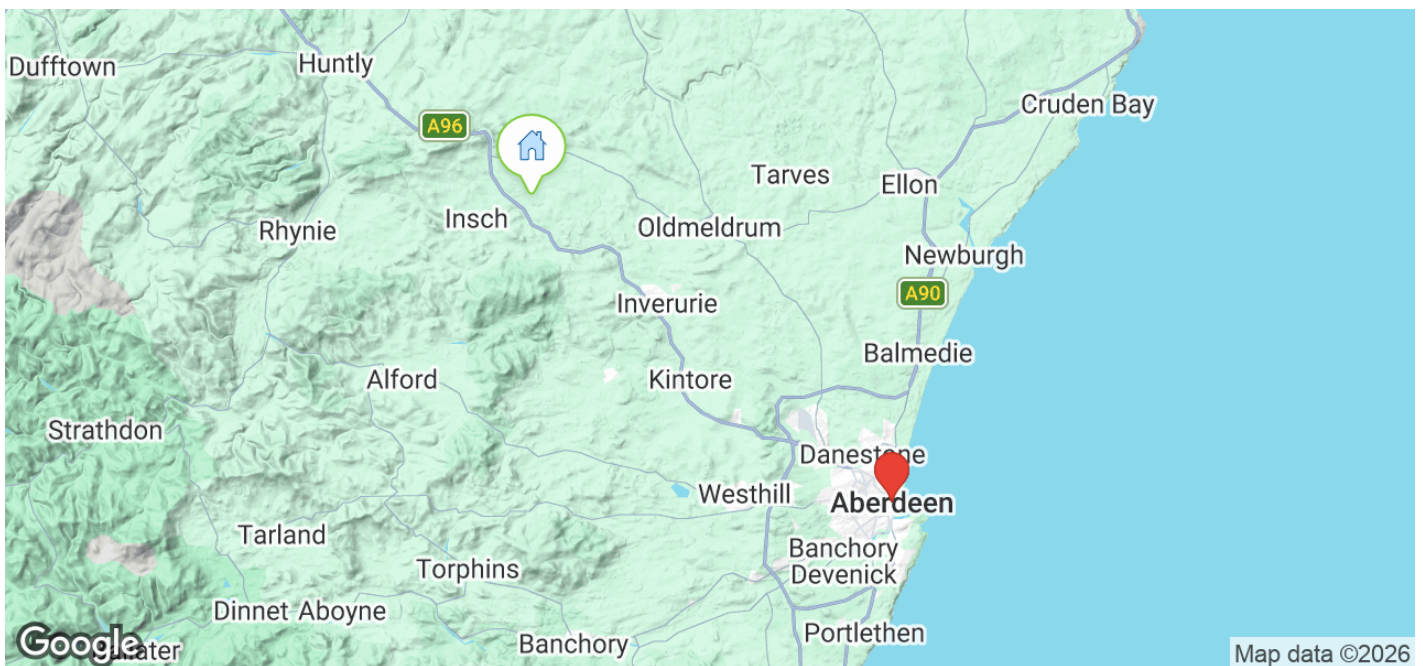 Dufftown
Huntly
Cruden Bay
A96
Tarves
Ellon
Insch
Rhynie
Oldmeldrum
Newburgh
A90
Inverurie
Balmedie
Alford
Kintore
Strathdon
Danestone
Westhill
Aberdeen
Tarland
Banchory
Devenick
Torphins
Dinnet
Aboyne
Portlethen
Banchory
Google
Map data ©2026